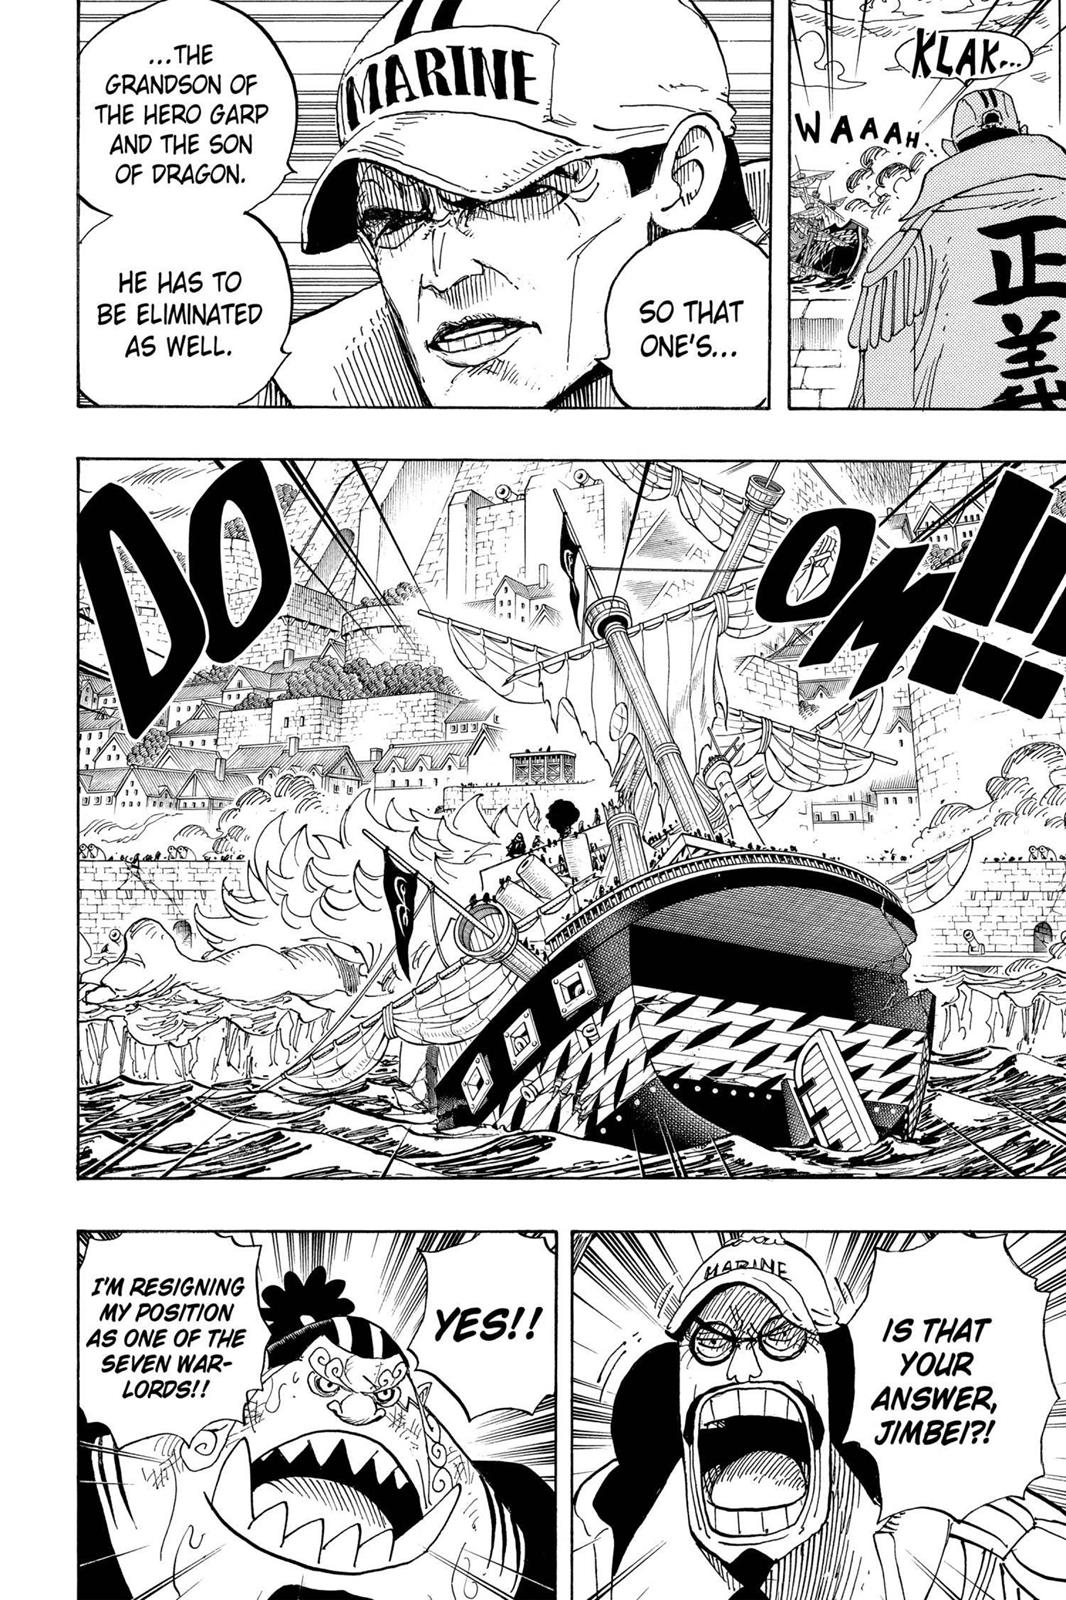 KLAK...
WAAAH...
正義
SO THAT
ONE'S...
MARINE
...THE
GRANDSON OF
THE HERO GARP
AND THE SON
OF DRAGON.
HE HAS TO
BE ELIMINATED
AS WELL.
DOOM!!!
MARINE
IS THAT
YOUR
ANSWER,
JIMBEI?!
YES!!
I'M RESIGNING
MY POSITION
AS ONE OF THE
SEVEN WAR-
LORDS!!